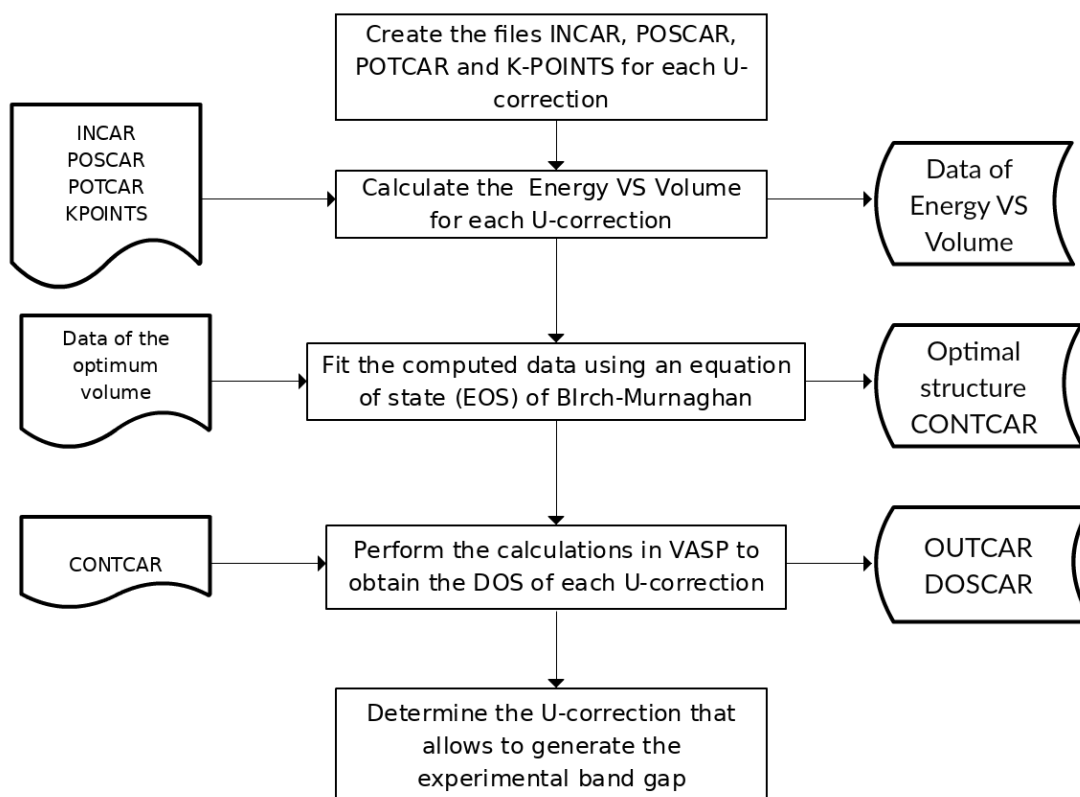 Create the files INCAR, POSCAR,
POTCAR and K-POINTS for each U-
correction
INCAR
POSCAR
POTCAR
KPOINTS
Calculate the Energy VS Volume
for each U-correction
Data of
Energy VS
Volume
Data of the
optimum
volume
Fit the computed data using an equation
of state (EOS) of BIrch-Murnaghan
Optimal
structure
CONTCAR
CONTCAR
Perform the calculations in VASP to
obtain the DOS of each U-correction
OUTCAR
DOSCAR
Determine the U-correction that
allows to generate the
experimental band gap